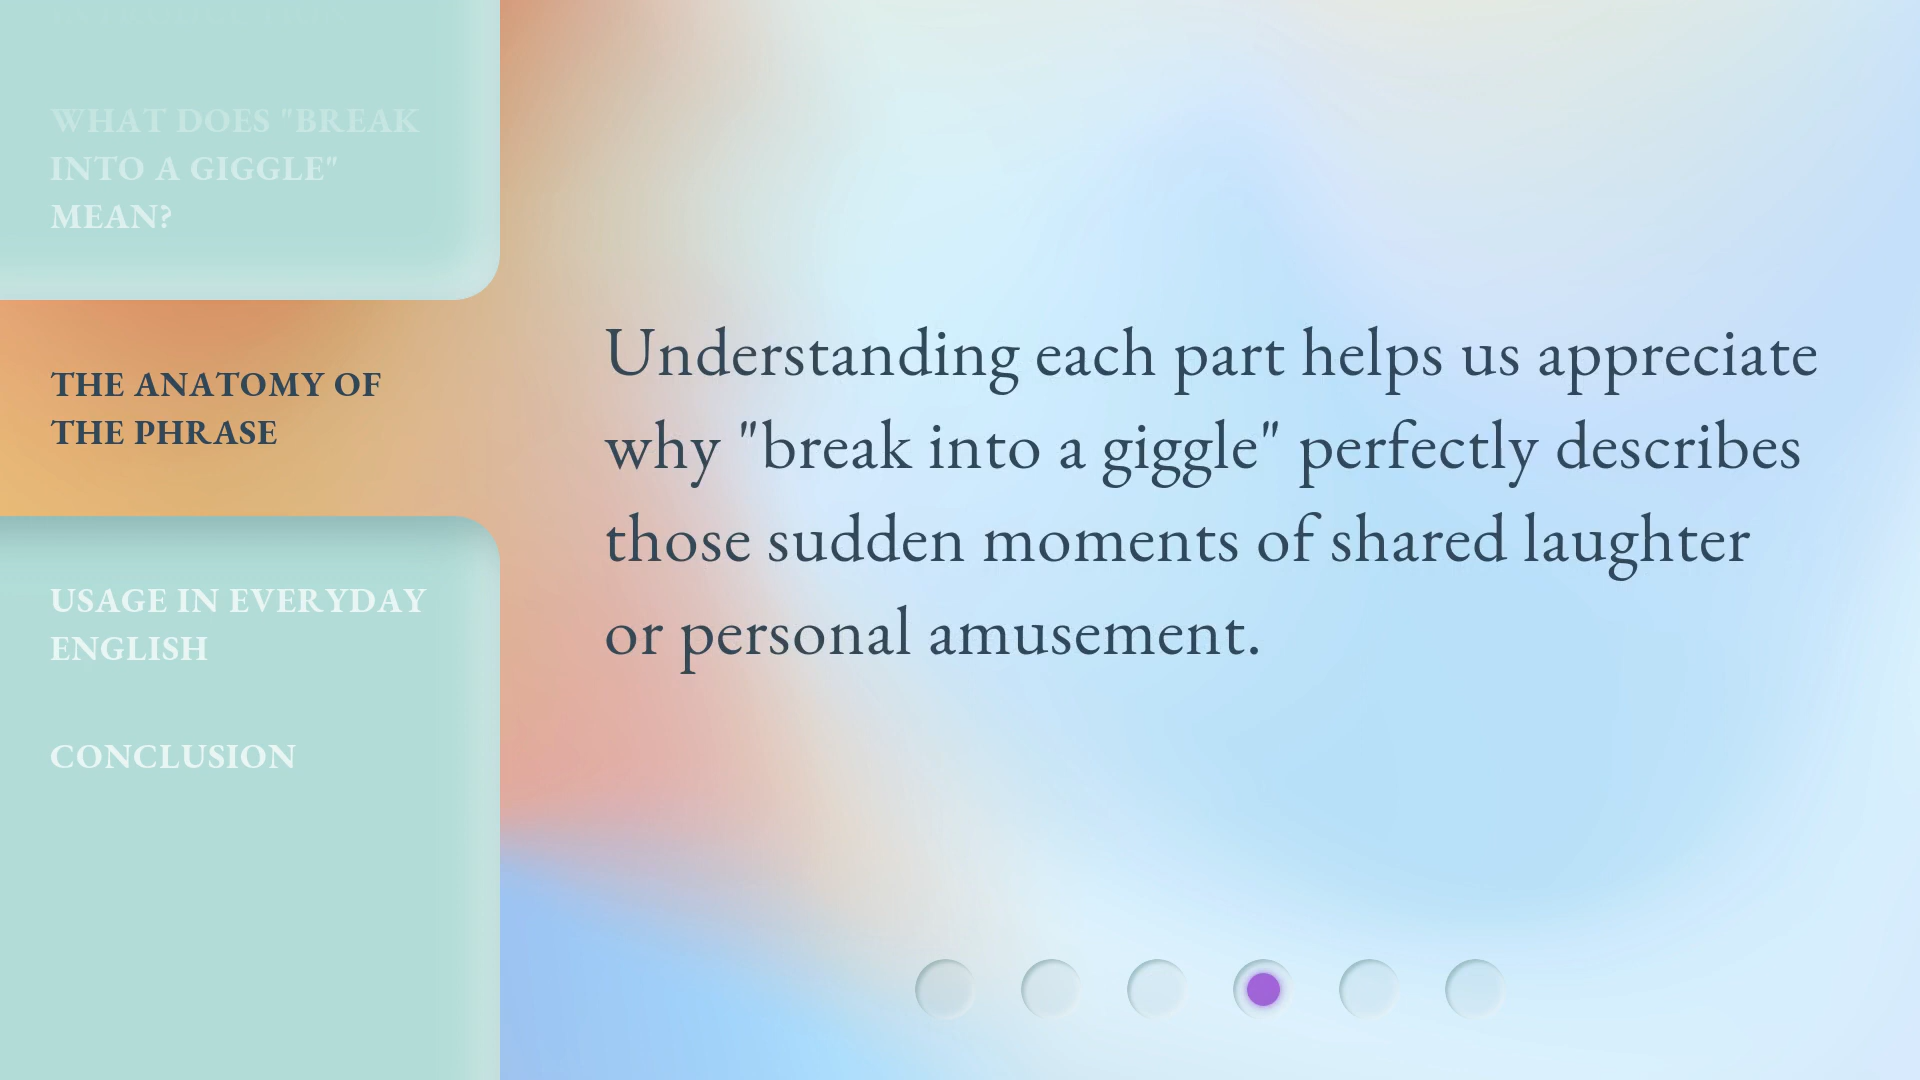 WHAT DOES "BREAK
INTO A GIGGLE"
MEAN?
THE ANATOMY OF
THE PHRASE
USAGE IN EVERYDAY
ENGLISH
CONCLUSION
Understanding each part helps us appreciate
why "break into a giggle" perfectly describes
those sudden moments of shared laughter
or personal amusement.